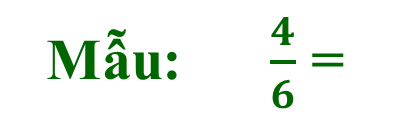 Mẫu: 4/6 =